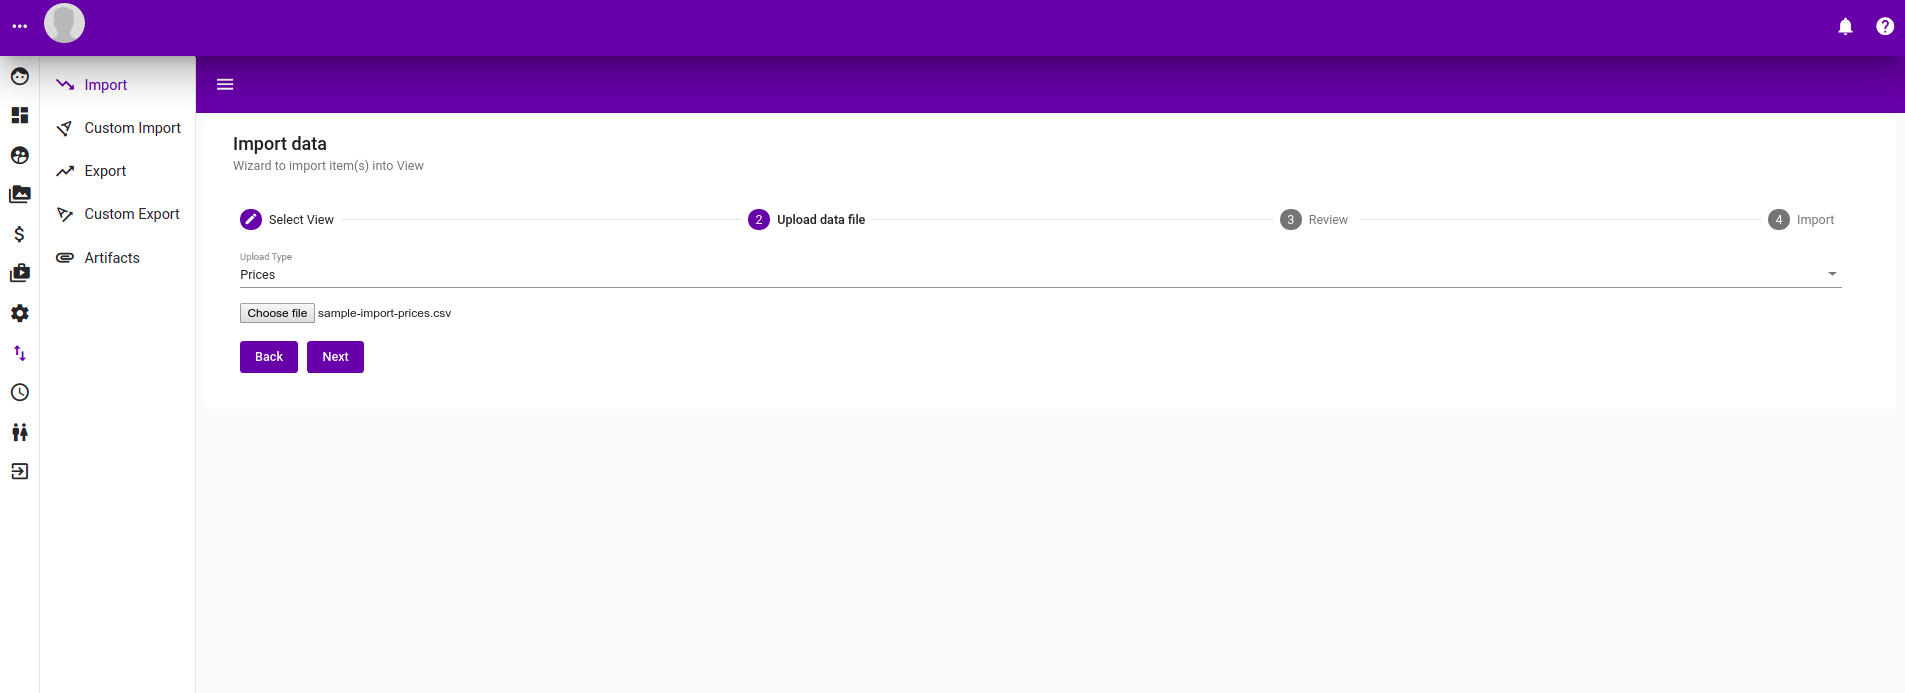 Import
Custom Import
Export
Custom Export
Artifacts
Import data
Wizard to import item(s) into View
Select View
2 Upload data file
3 Review
4 Import
Upload Type
Prices
Choose file sample-import-prices.csv
Back Next